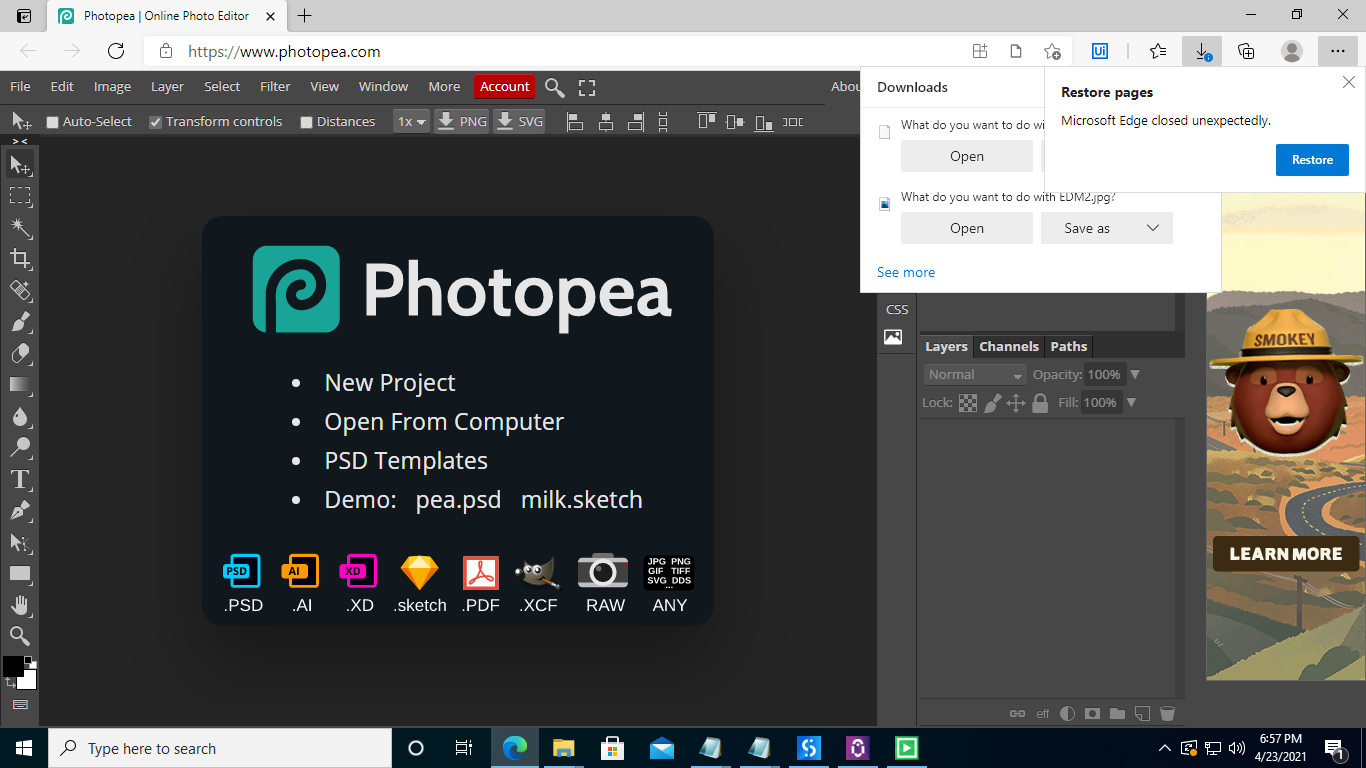 Photopea | Online Photo Editor
https://www.photopea.com
File Edit Image Layer Select Filter View Window More Account Abou
Auto-Select Transform controls Distances 1x PNG SVG
Downloads
What do you want to do wi
Open
What do you want to do with EDM2.jpg?
Open Save as
See more
Restore pages
Microsoft Edge closed unexpectedly.
Restore
Photopea
New Project
Open From Computer
PSD Templates
Demo: pea.psd milk.sketch
PSD AI XD JPG PNG
GIF TIFF
SVG DDS
...
.PSD .AI .XD .sketch .PDF .XCF RAW ANY
CSS
Layers Channels Paths
Normal Opacity: 100%
Lock: Fill: 100%
eff
SMOKEY
LEARN MORE
Type here to search
6:57 PM
4/23/2021
1